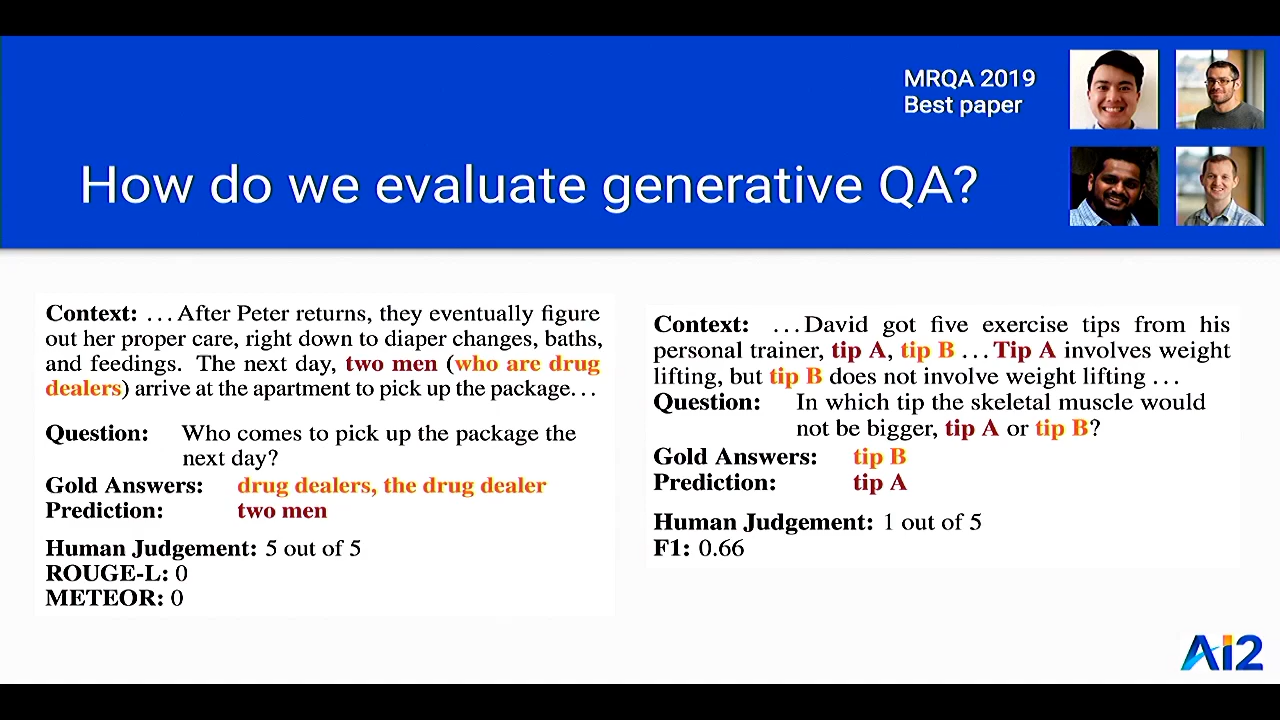 MRQA 2019
Best paper
How do we evaluate generative QA?
Context: ...After Peter returns, they eventually figure
out her proper care, right down to diaper changes, baths,
and feedings. The next day, two men (who are drug
dealers) arrive at the apartment to pick up the package...
Question: Who comes to pick up the package the
next day?
Gold Answers: drug dealers, the drug dealer
Prediction: two men
Human Judgement: 5 out of 5
ROUGE-L: 0
METEOR: 0
Context: ...David got five exercise tips from his
personal trainer, tip A, tip B ...Tip A involves weight
lifting, but tip B does not involve weight lifting ...
Question: In which tip the skeletal muscle would
not be bigger, tip A or tip B?
Gold Answers: tip B
Prediction: tip A
Human Judgement: 1 out of 5
F1: 0.66
Ai2